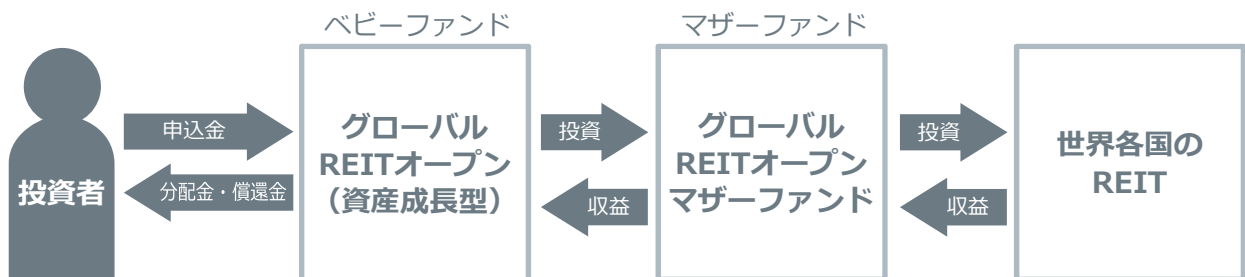 ベビーファンド
マザーファンド
投資者
申込金
分配金・償還金
グローバル
REITオープン
（資産成長型）
投資
収益
グローバル
REITオープン
マザーファンド
投資
収益
世界各国の
REIT